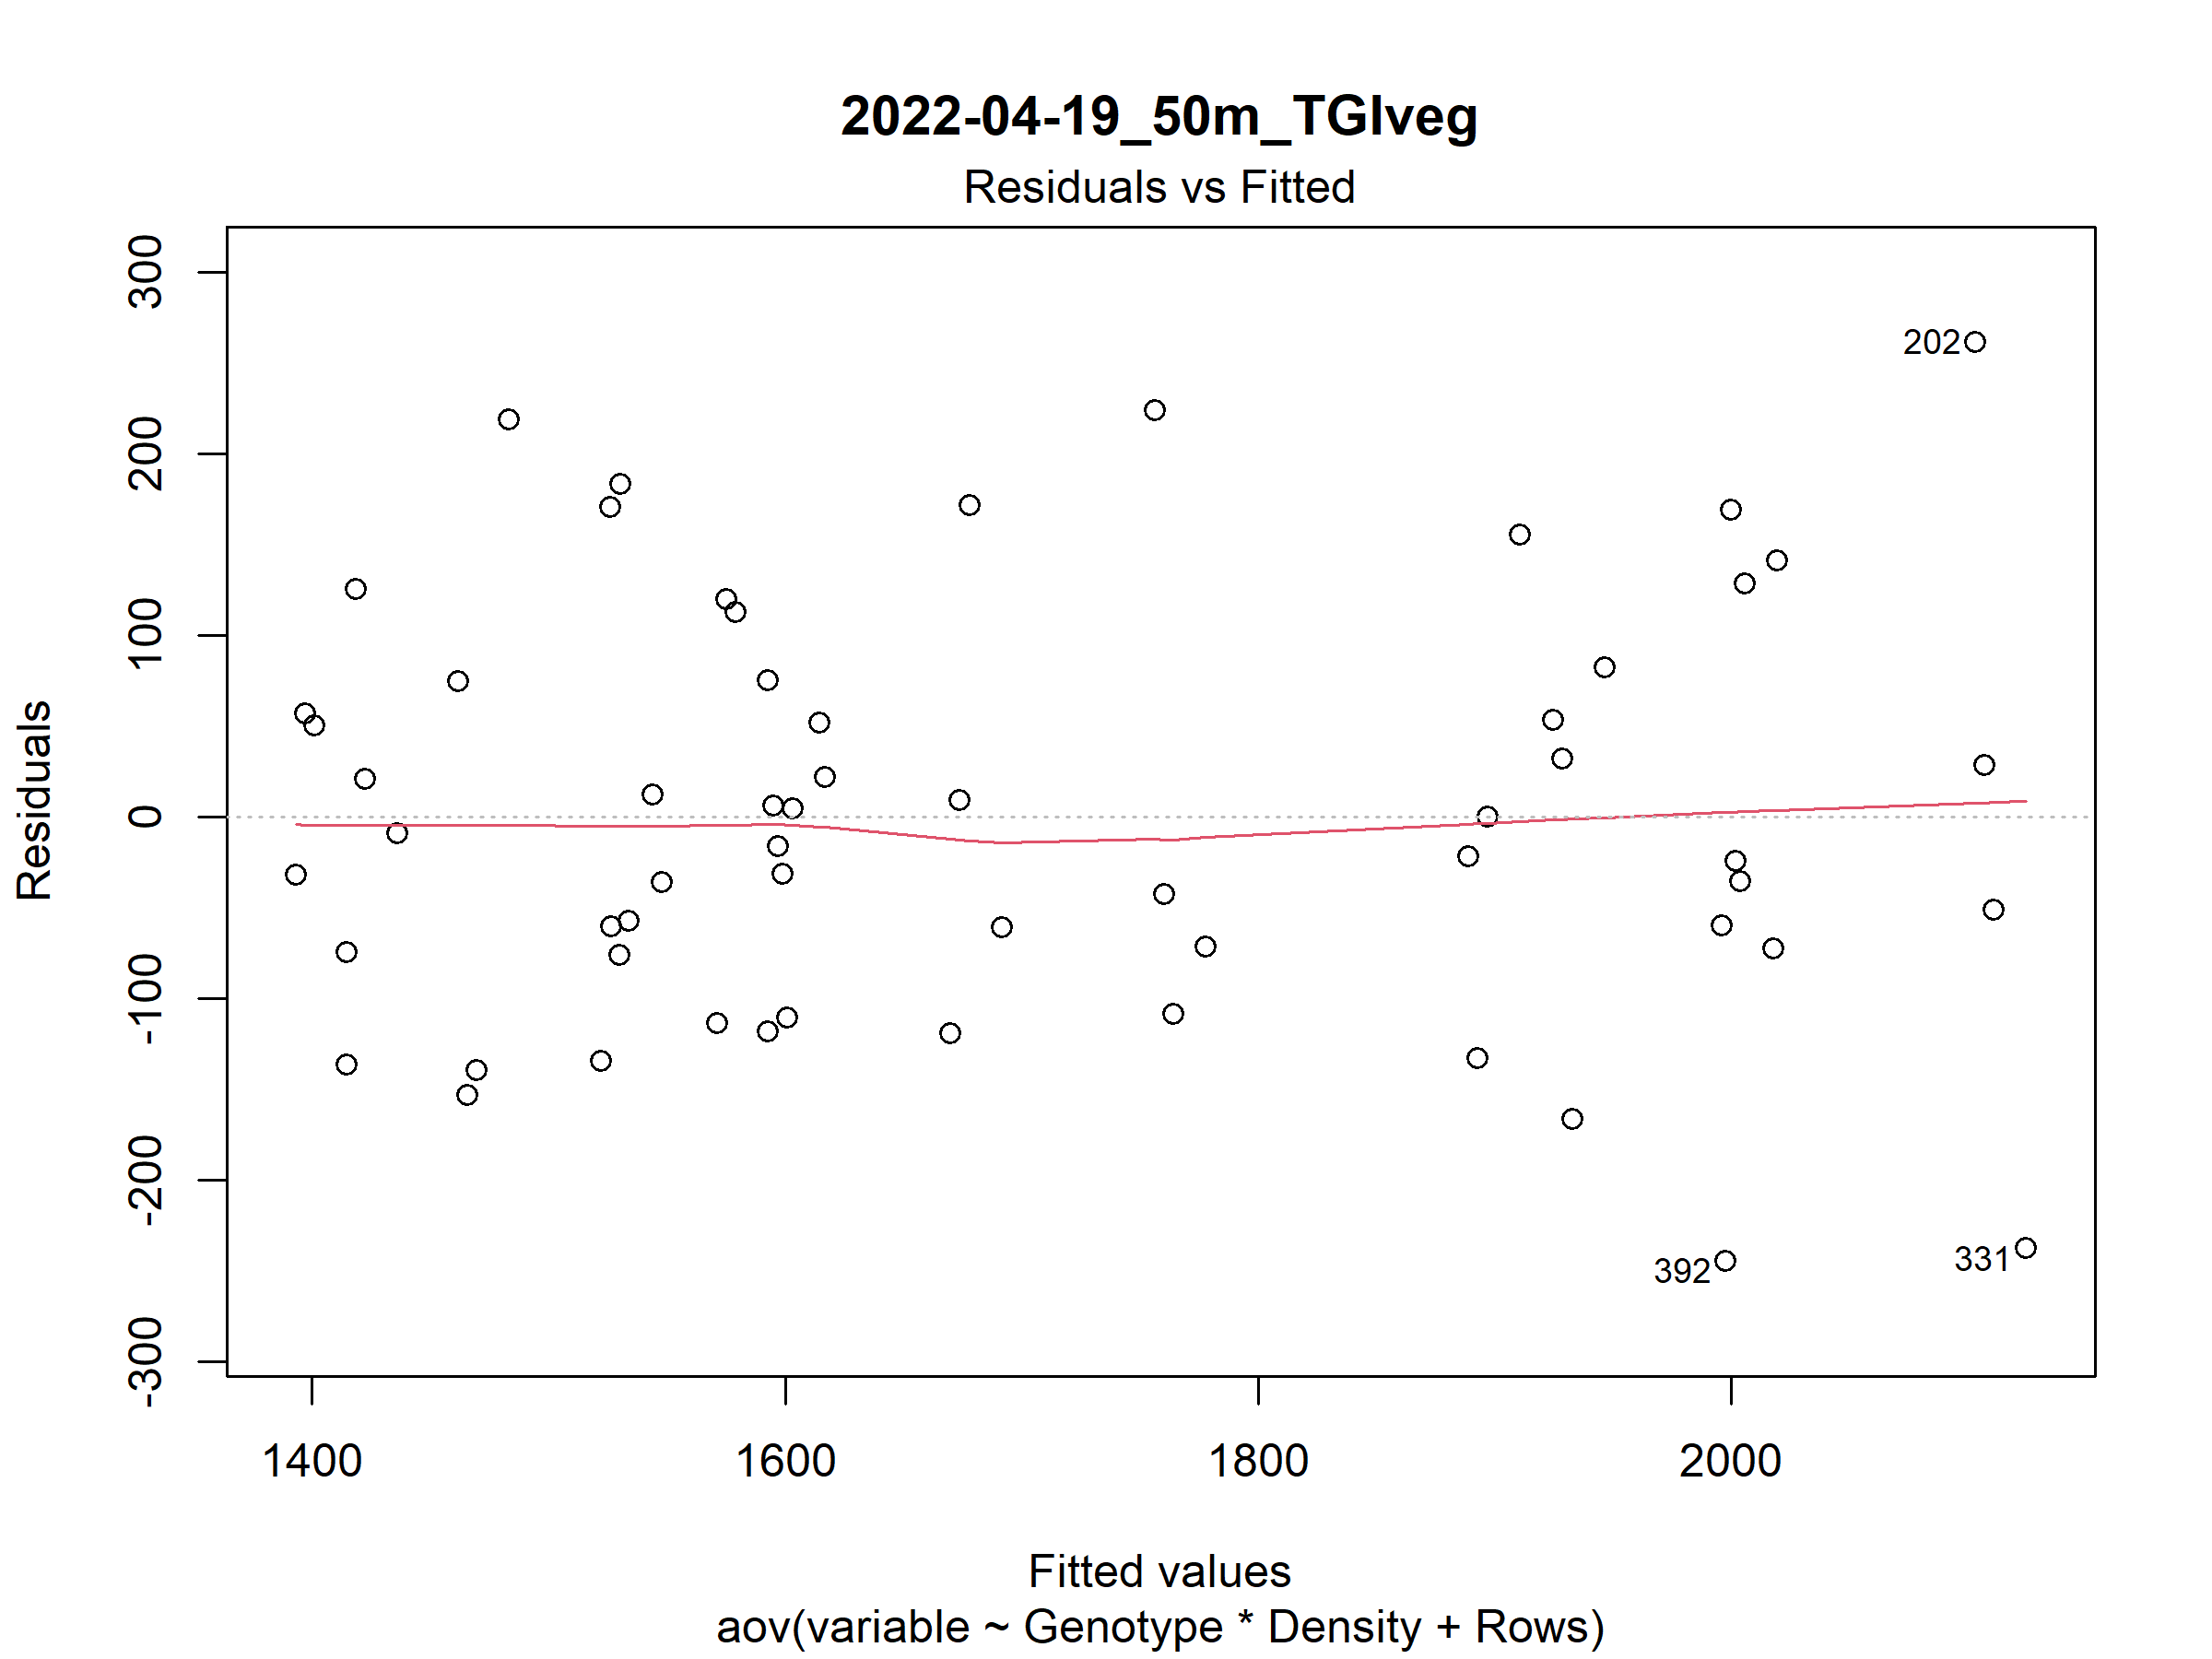 2022-04-19_50m_TGIveg
Residuals vs Fitted
300
200
100
0
-100
-200
-300
Residuals
202
392
331
1400 1600 1800 2000
Fitted values
aov(variable ~ Genotype * Density + Rows)